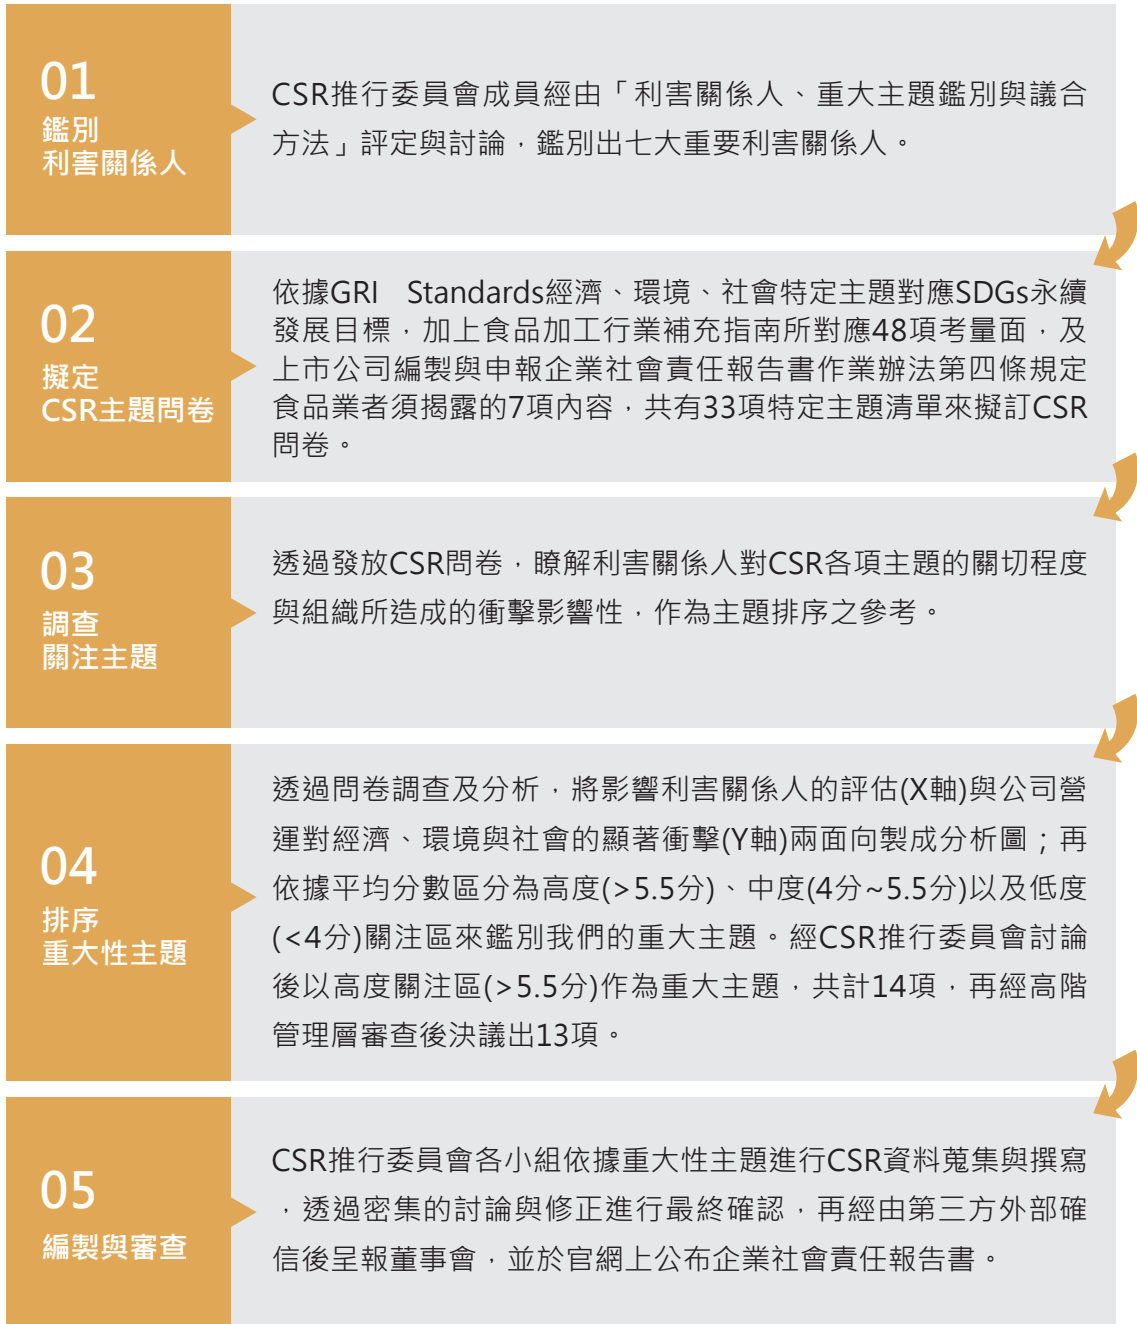 01
鑑別
利害關係人
CSR推行委員會成員經由「利害關係人、重大主題鑑別與議合
方法」評定與討論，鑑別出七大重要利害關係人。
02
擬定
CSR主題問卷
依據GRI Standards經濟、環境、社會特定主題對應SDGs永續
發展目標，加上食品加工行業補充指南所對應48項考量面，及
上市公司編製與申報企業社會責任報告書作業辦法第四條規定
食品業者須揭露的7項內容，共有33項特定主題清單來擬訂CSR
問卷。
03
調查
關注主題
透過發放CSR問卷，瞭解利害關係人對CSR各項主題的關切程度
與組織所造成的衝擊影響性，作為主題排序之參考。
04
排序
重大性主題
透過問卷調查及分析，將影響利害關係人的評估(X軸)與公司營
運對經濟、環境與社會的顯著衝擊(Y軸)兩面向製成分析圖；再
依據平均分數區分為高度(>5.5分)、中度(4分~5.5分)以及低度
(<4分)關注區來鑑別我們的重大主題。經CSR推行委員會討論
後以高度關注區(>5.5分)作為重大主題，共計14項，再經高階
管理層審查後決議出13項。
05
編製與審查
CSR推行委員會各小組依據重大性主題進行CSR資料蒐集與撰寫
，透過密集的討論與修正進行最終確認，再經由第三方外部確
信後呈報董事會，並於官網上公布企業社會責任報告書。